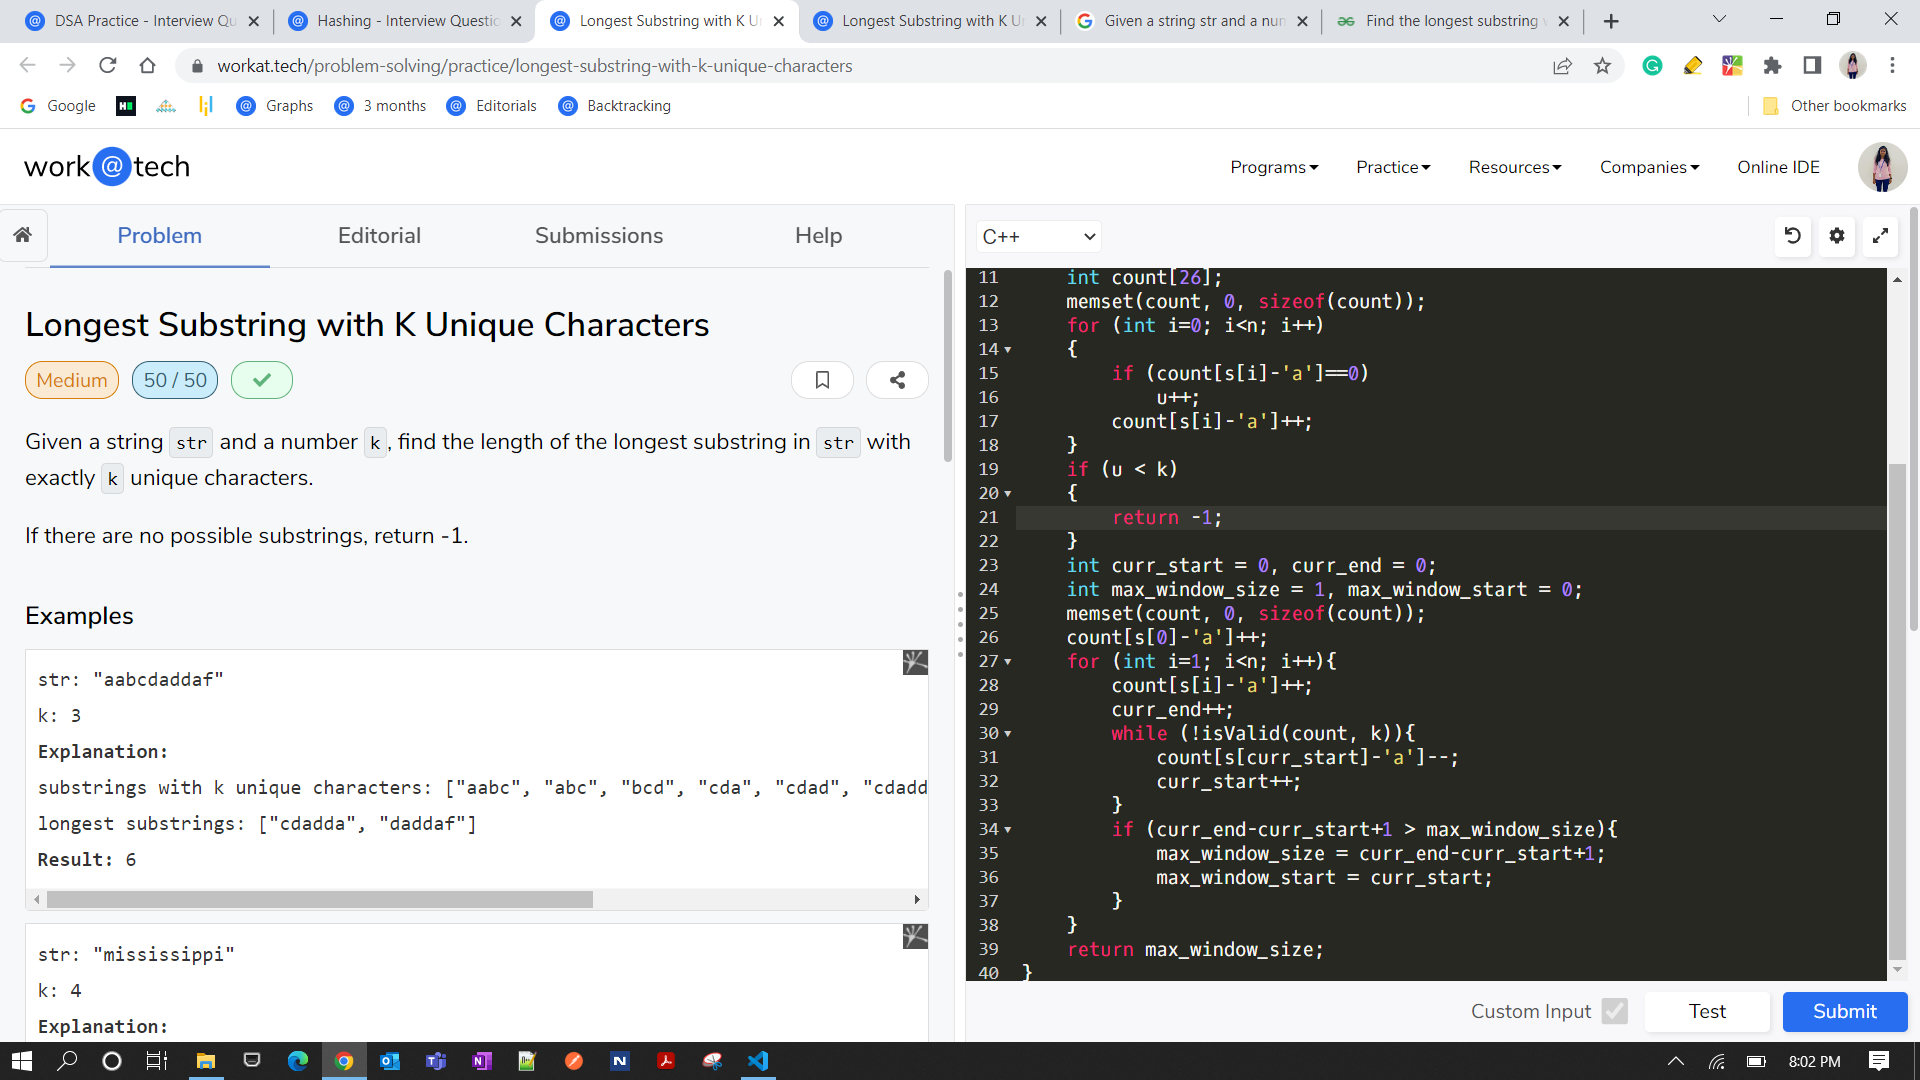 DSA Practice - Interview Qu
Hashing - Interview Questio
Longest Substring with K U
Longest Substring with K U
Given a string str and a nun
Find the longest substring
workat.tech/problem-solving/practice/longest-substring-with-k-unique-characters
Google
Graphs
3 months
Editorials
Backtracking
Other bookmarks
work@tech
Programs
Practice
Resources
Companies
Online IDE
Problem
Editorial
Submissions
Help
C++
Longest Substring with K Unique Characters
Medium
50 / 50
Given a string str and a number k, find the length of the longest substring in str with
exactly k unique characters.
If there are no possible substrings, return -1.
Examples
str: "aabcdaddaf"
k: 3
Explanation:
substrings with k unique characters: ["aabc", "abc", "bcd", "cda", "cdad", "cdadd
longest substrings: ["cdadda", "daddaf"]
Result: 6
str: "mississippi"
k: 4
Explanation:
11 int count[26];
12 memset(count, 0, sizeof(count));
13 for (int i=0; i<n; i++)
14 {
15 if (count[s[i]-'a']==0)
16 u++;
17 count[s[i]-'a']++;
18 }
19 if (u < k)
20 {
21 return -1;
22 }
23 int curr_start = 0, curr_end = 0;
24 int max_window_size = 1, max_window_start = 0;
25 memset(count, 0, sizeof(count));
26 count[s[0]-'a']++;
27 for (int i=1; i<n; i++){
28 count[s[i]-'a']++;
29 curr_end++;
30 while (!isValid(count, k)){
31 count[s[curr_start]-'a']--;
32 curr_start++;
33 }
34 if (curr_end-curr_start+1 > max_window_size){
35 max_window_size = curr_end-curr_start+1;
36 max_window_start = curr_start;
37 }
38 }
39 return max_window_size;
40 }
Custom Input
Test
Submit
8:02 PM